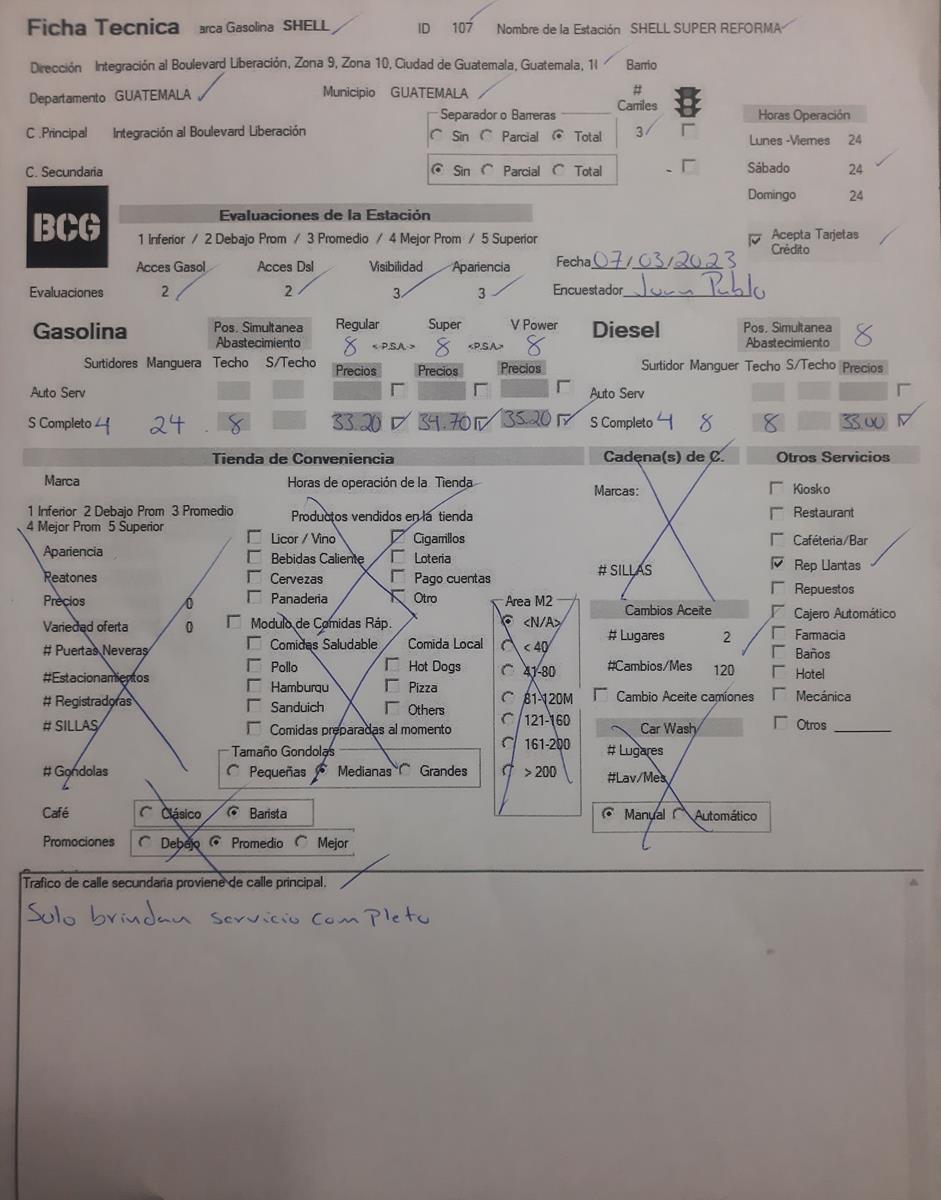 Ficha Tecnica arca Gasolina SHELL ID 107 Nombre de la Estación SHELL SUPER REFORMA
Dirección Integración al Boulevard Liberación, Zona 9, Zona 10, Ciudad de Guatemala, Guatemala, 1( Barrio
Departamento GUATEMALA Municipio GUATEMALA # Carriles
C .Principal Integración al Boulevard Liberación
Separador o Barreras
Sin Parcial Total 3
C. Secundaria
Sin Parcial Total -
Horas Operación
Lunes -Viernes 24
Sábado 24
Domingo 24
BCG
Evaluaciones de la Estación
1 Inferior / 2 Debajo Prom / 3 Promedio / 4 Mejor Prom / 5 Superior
Acepta Tarjetas
Crédito
Acces Gasol Acces Dsl Visibilidad Apariencia
Evaluaciones 2 2 3 3
Fecha 07/03/2023
Encuestador Juan Pablo
Gasolina
Pos. Simultanea
Abastecimiento
Regular Super V Power
8 <-P.S.A.-> 8 <-P.S.A-> 8
Surtidores Manguera Techo S/Techo Precios Precios Precios
Auto Serv
S Completo 4 24 8 33.20 34.70 35.20
Diesel
Pos. Simultanea
Abastecimiento 8
Surtidor Manguer Techo S/Techo Precios
Auto Serv
S Completo 4 8 8 33.00
Tienda de Conveniencia
Marca
Horas de operación de la Tienda
1 Inferior 2 Debajo Prom 3 Promedio
4 Mejor Prom 5 Superior
Apariencia
Reatones
Precios 0
Variedad oferta 0
# Puertas Neveras
#Estacionamientos
# Registradoras
# SILLAS
# Gondolas
Productos vendidos en la tienda
Licor / Vino Cigarrillos
Bebidas Caliente Loteria
Cervezas Pago cuentas
Panaderia Otro
Modulo de Comidas Ráp.
Comidas Saludable Comida Local
Pollo Hot Dogs
Hamburqu Pizza
Sanduich Others
Comidas preparadas al momento
Tamaño Gondolas
Pequeñas Medianas Grandes
Area M2
<N/A>
< 40
41-80
81-120M
121-160
161-200
> 200
Café Clásico Barista
Promociones Debajo Promedio Mejor
Cadena(s) de C.
Marcas:
# SILLAS
Cambios Aceite
# Lugares 2
#Cambios/Mes 120
Cambio Aceite camiones
Car Wash
# Lugares
#Lav/Mes
Manual Automático
Otros Servicios
Kiosko
Restaurant
Caféteria/Bar
Rep Llantas
Repuestos
Cajero Automático
Farmacia
Baños
Hotel
Mecánica
Otros
Trafico de calle secundaria proviene de calle principal.
Solo brindan servicio completo